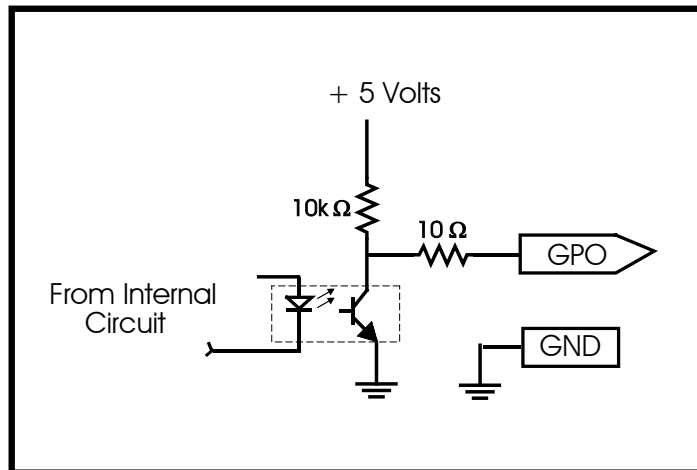 + 5 Volts
10k Ω
10 Ω
GPO
From Internal
Circuit
GND